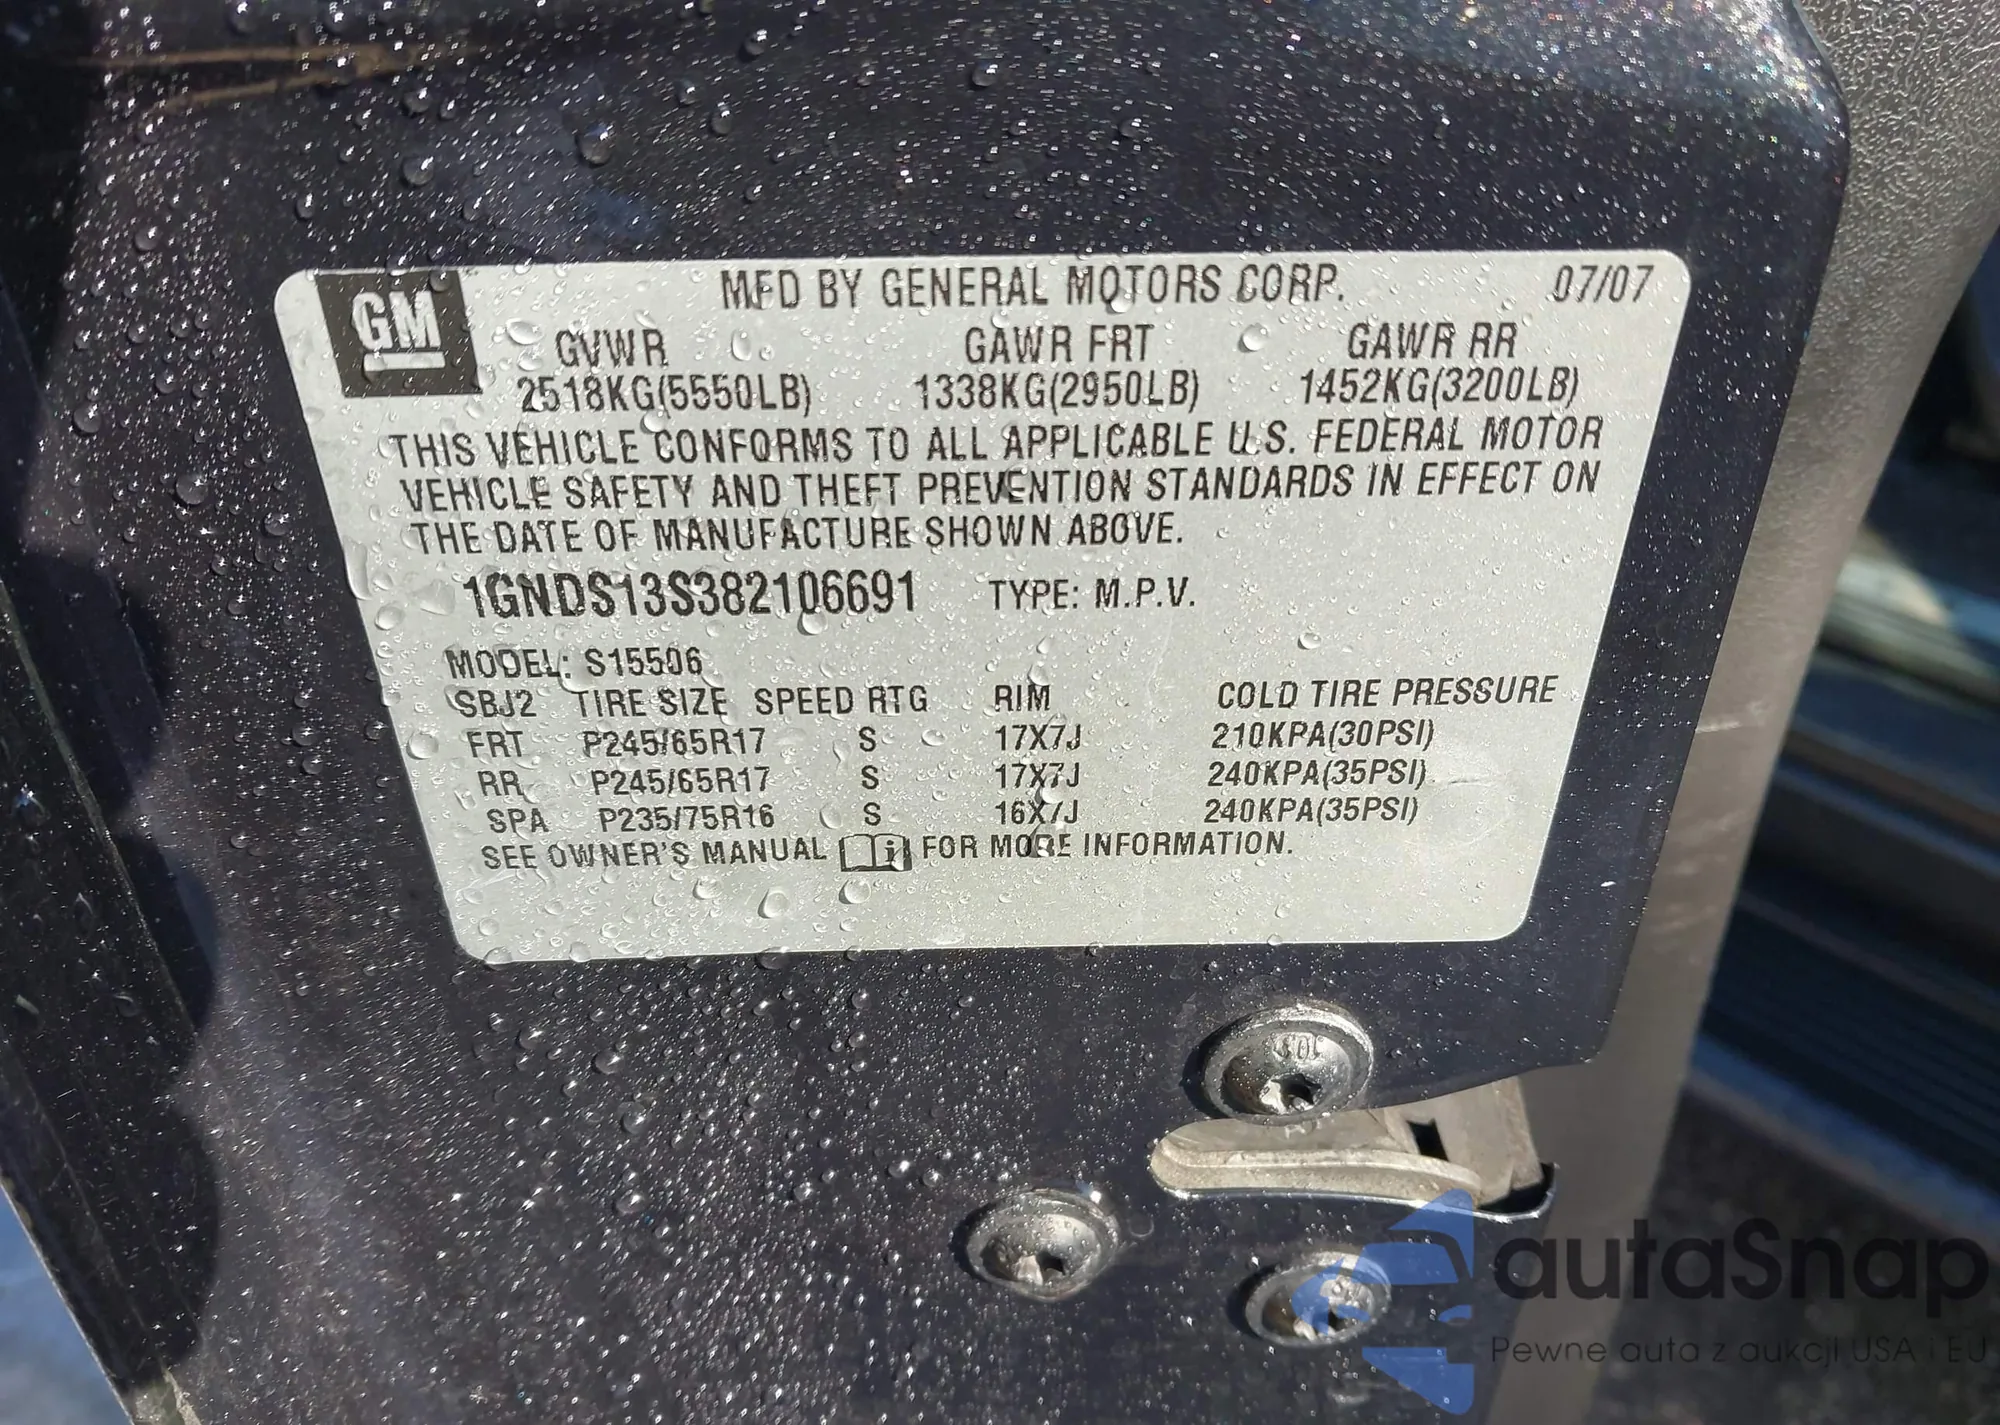 GM
MFD BY GENERAL MOTORS CORP. 07/07
GVWR GAWR FRT GAWR RR
2518KG(5550LB) 1338KG(2950LB) 1452KG(3200LB)
THIS VEHICLE CONFORMS TO ALL APPLICABLE U.S. FEDERAL MOTOR
VEHICLE SAFETY AND THEFT PREVENTION STANDARDS IN EFFECT ON
THE DATE OF MANUFACTURE SHOWN ABOVE.
1GNDS13S382106691 TYPE: M.P.V.
MODEL: S15506
SBJ2 TIRE SIZE SPEED RTG RIM COLD TIRE PRESSURE
FRT P245/65R17 S 17X7J 210KPA(30PSI)
RR P245/65R17 S 17X7J 240KPA(35PSI)
SPA P235/75R16 S 16X7J 240KPA(35PSI)
SEE OWNER'S MANUAL i FOR MORE INFORMATION.
autaSnap
Pewne auta z aukcji USA i EU